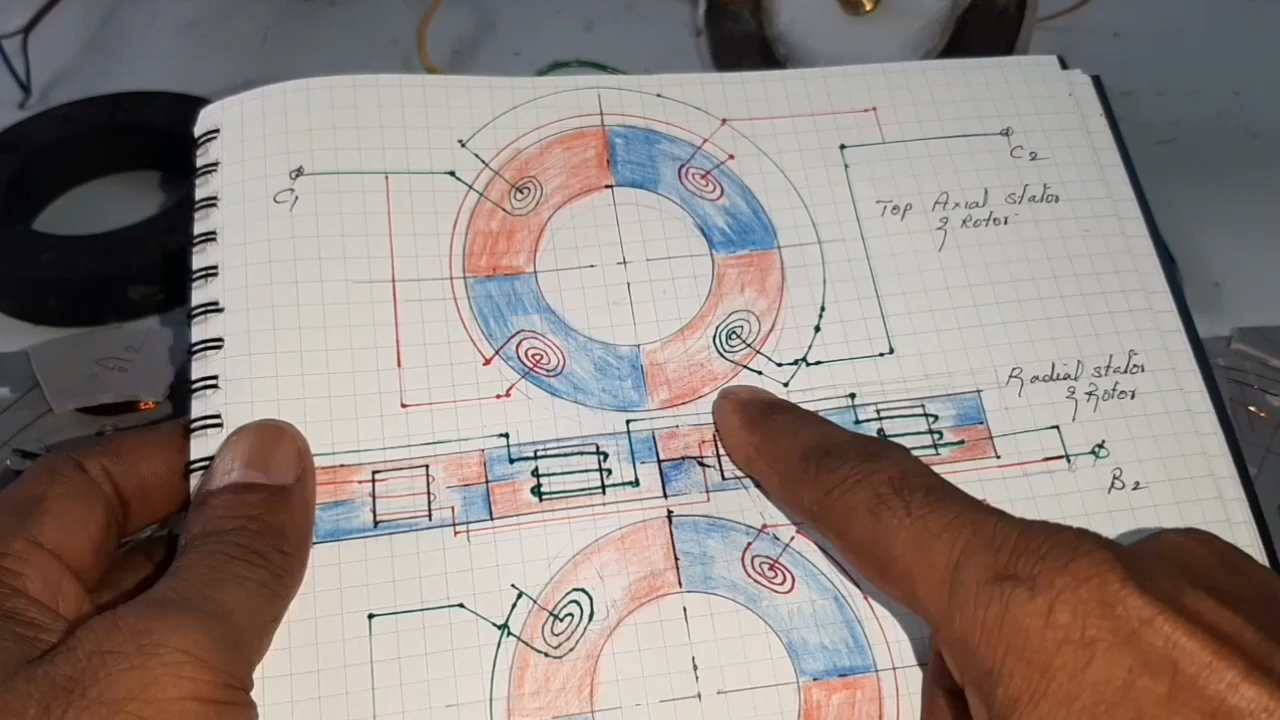 C1
C2
Top Axial Stator
& Rotor
Radial stator
& Rotor
B2